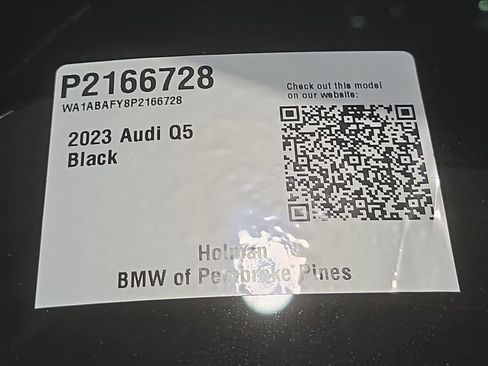 P2166728
WA1ABAFY8P2166728
Check out this model
on our website:
2023 Audi Q5
Black
Holman
BMW of Pembroke Pines